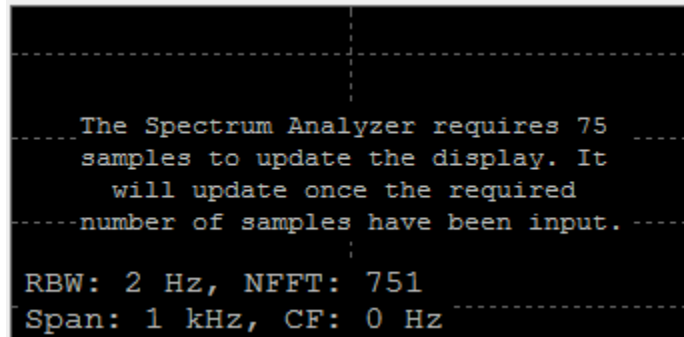 The Spectrum Analyzer requires 75
samples to update the display. It
will update once the required
number of samples have been input.
RBW: 2 Hz, NFFT: 751
Span: 1 kHz, CF: 0 Hz